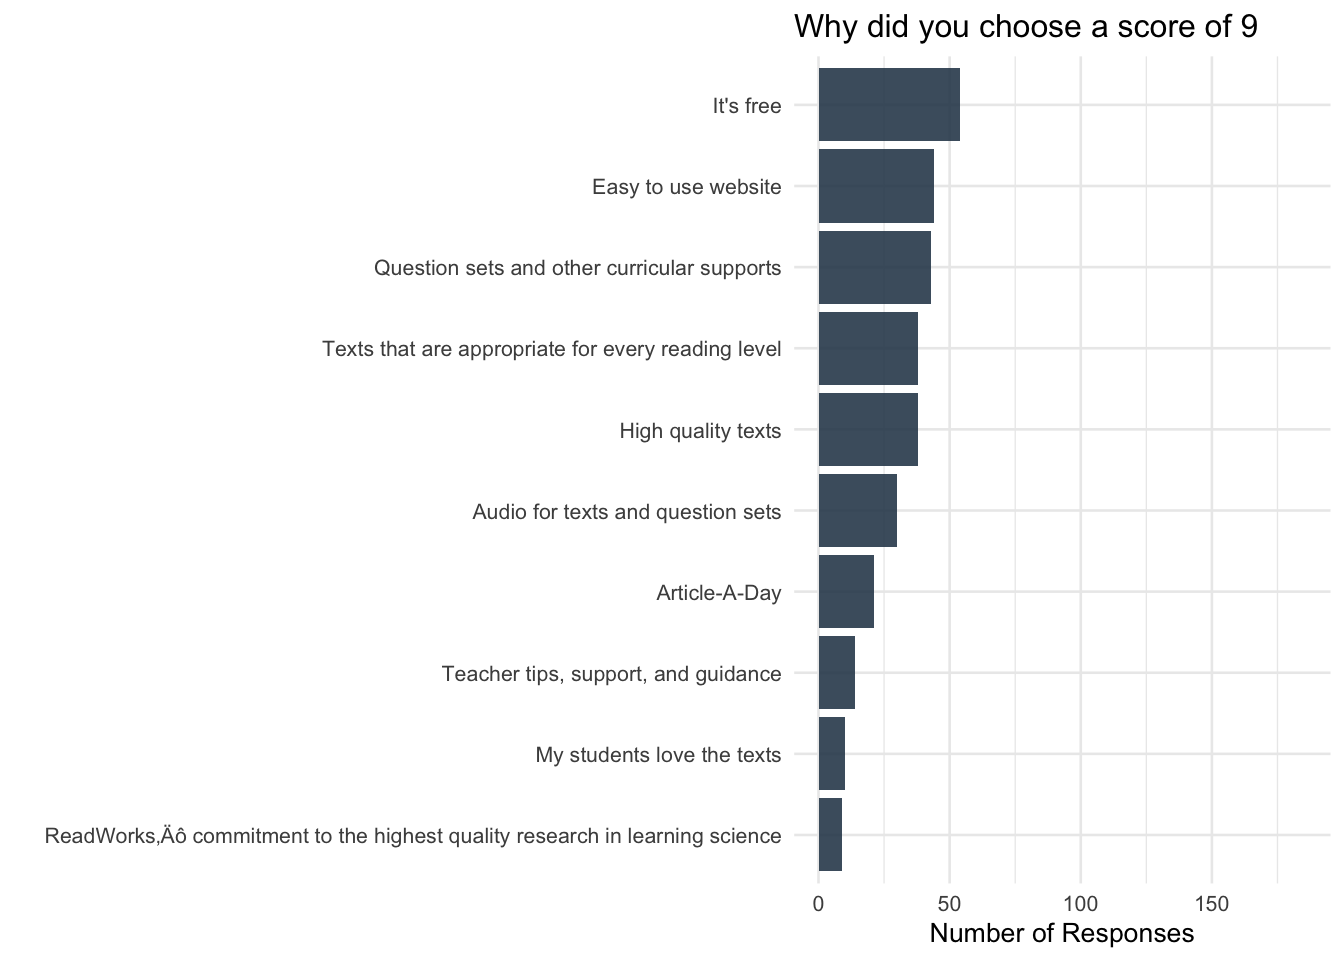 Why did you choose a score of 9
It's free
Easy to use website
Question sets and other curricular supports
Texts that are appropriate for every reading level
High quality texts
Audio for texts and question sets
Article-A-Day
Teacher tips, support, and guidance
My students love the texts
ReadWorks‚Äô commitment to the highest quality research in learning science
0 50 100 150
Number of Responses